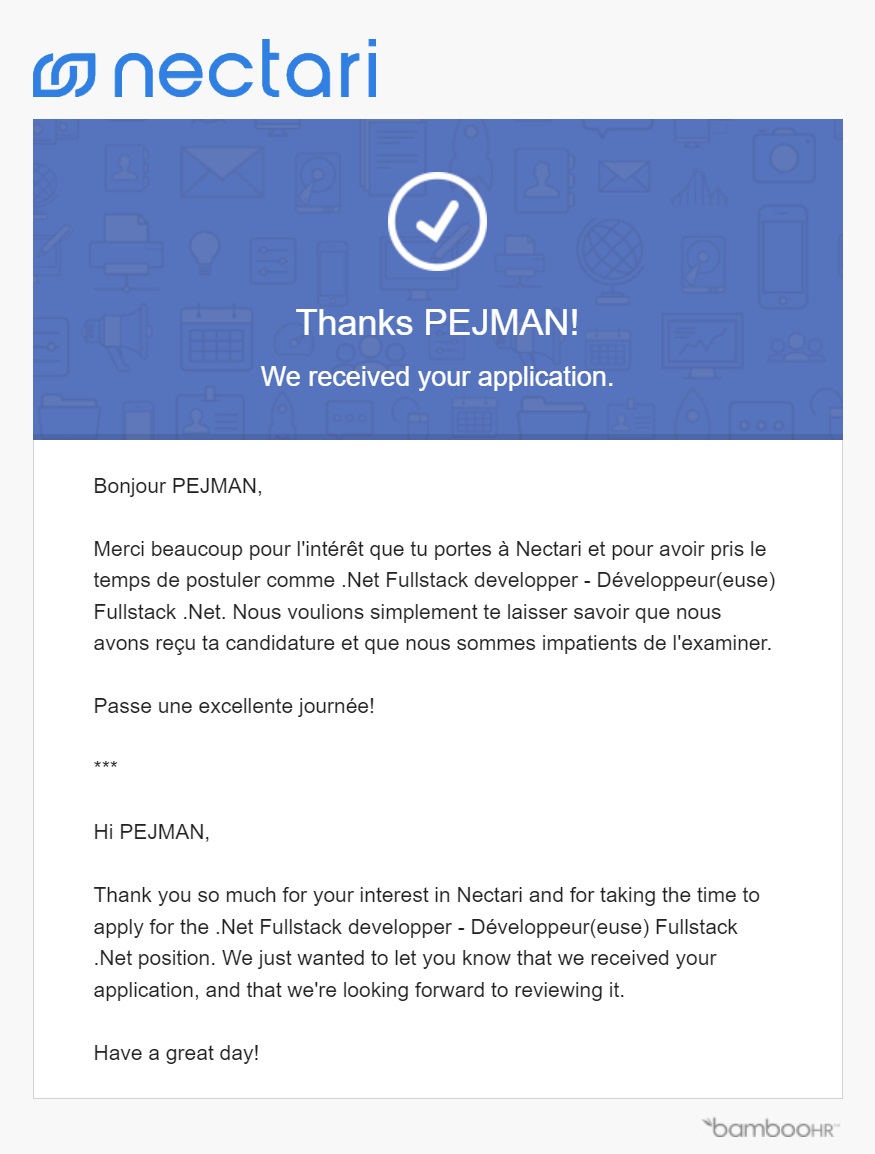 nectari
Thanks PEJMAN!
We received your application.
Bonjour PEJMAN,
Merci beaucoup pour l'intérêt que tu portes à Nectari et pour avoir pris le
temps de postuler comme .Net Fullstack developper - Développeur(euse)
Fullstack .Net. Nous voulions simplement te laisser savoir que nous
avons reçu ta candidature et que nous sommes impatients de l'examiner.
Passe une excellente journée!
***
Hi PEJMAN,
Thank you so much for your interest in Nectari and for taking the time to
apply for the .Net Fullstack developper - Développeur(euse) Fullstack
.Net position. We just wanted to let you know that we received your
application, and that we're looking forward to reviewing it.
Have a great day!
bambooHR